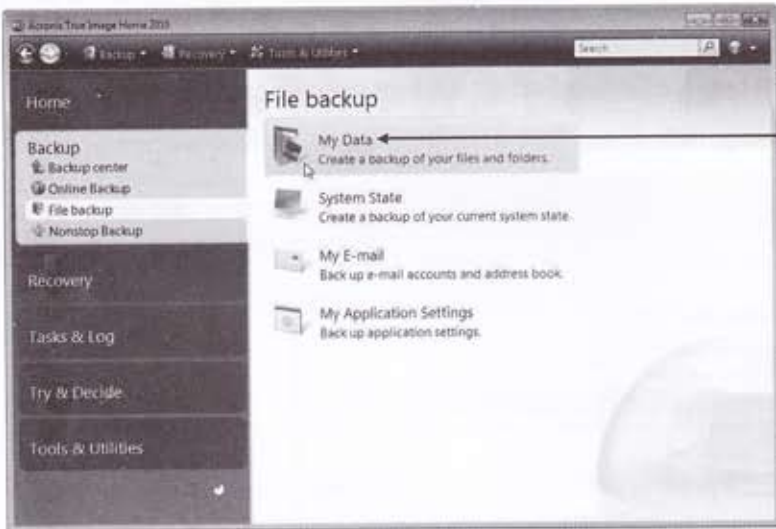 Acronis True Image Home 2010
Backup
Recovery
Tools & Utilities
Search
Home
Backup
Backup center
Online Backup
File backup
Nonstop Backup
Recovery
Tasks & Log
Try & Decide
Tools & Utilities
File backup
My Data
Create a backup of your files and folders.
System State
Create a backup of your current system state.
My E-mail
Back up e-mail accounts and address book.
My Application Settings
Back up application settings.